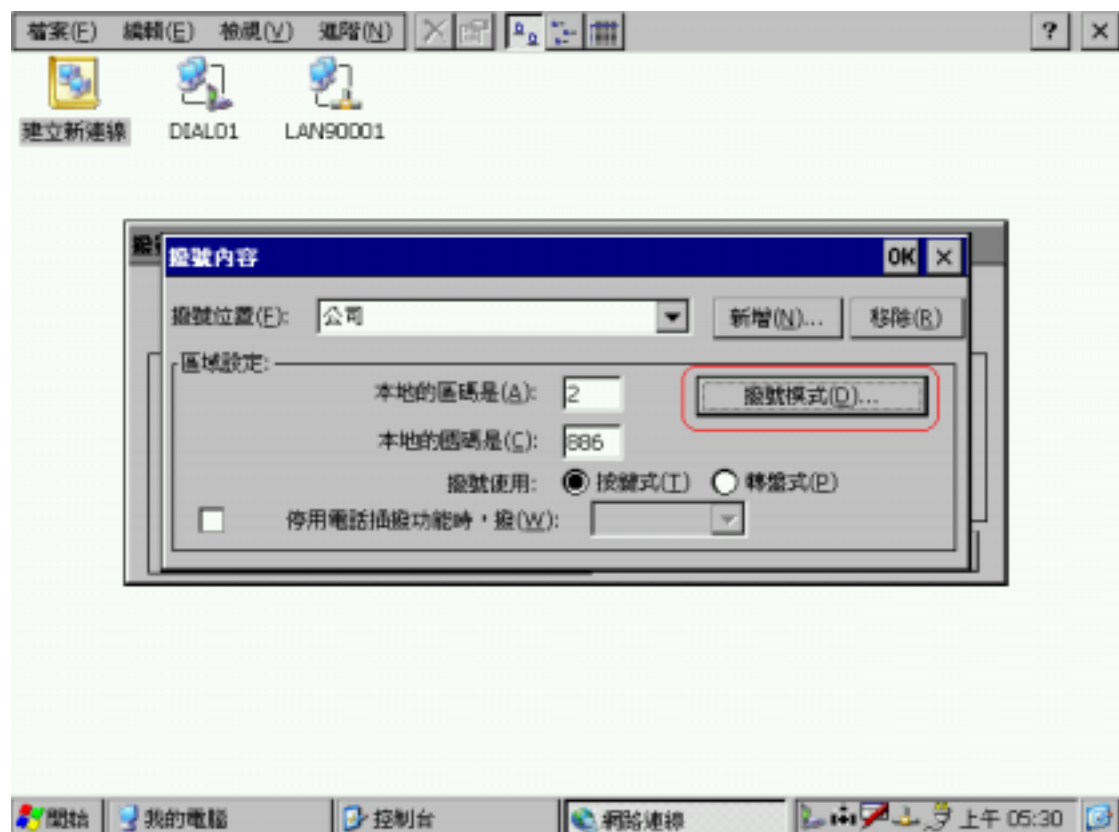 檔案(F) 編輯(E) 檢視(V) 進階(N) ? ×
建立新連線 DIAL01 LAN90001
撥號內容 OK ×
撥號位置(F): 公司 新增(N)... 移除(R)
區域設定:
本地的區碼是(A): 2 撥號模式(D)...
本地的國碼是(C): 886
撥號使用: 按鍵式(T) 轉盤式(P)
停用電話插撥功能時，撥(W):
開始 我的電腦 控制台 網路連線 上午 05:30